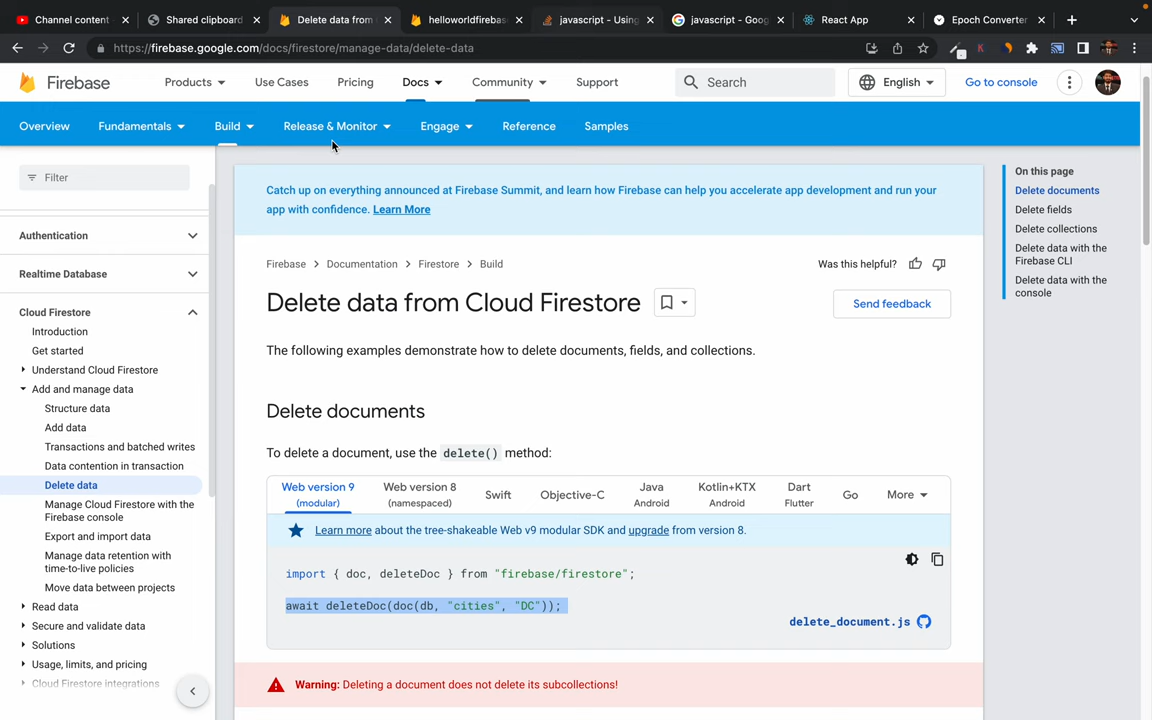 Channel content
Shared clipboard
Delete data from
helloworldfirebas
javascript - Using
javascript - Goog
React App
Epoch Converter
https://firebase.google.com/docs/firestore/manage-data/delete-data
Firebase
Products
Use Cases
Pricing
Docs
Community
Support
Search
English
Go to console
Overview
Fundamentals
Build
Release & Monitor
Engage
Reference
Samples
Filter
Authentication
Realtime Database
Cloud Firestore
Introduction
Get started
Understand Cloud Firestore
Add and manage data
Structure data
Add data
Transactions and batched writes
Data contention in transaction
Delete data
Manage Cloud Firestore with the
Firebase console
Export and import data
Manage data retention with
time-to-live policies
Move data between projects
Read data
Secure and validate data
Solutions
Usage, limits, and pricing
Cloud Firestore integrations
Catch up on everything announced at Firebase Summit, and learn how Firebase can help you accelerate app development and run your
app with confidence. Learn More
Firebase > Documentation > Firestore > Build
Was this helpful?
Delete data from Cloud Firestore
Send feedback
The following examples demonstrate how to delete documents, fields, and collections.
Delete documents
To delete a document, use the delete() method:
Web version 9
(modular)
Web version 8
(namespaced)
Swift
Objective-C
Java
Android
Kotlin+KTX
Android
Dart
Flutter
Go
More
Learn more about the tree-shakeable Web v9 modular SDK and upgrade from version 8.
import { doc, deleteDoc } from "firebase/firestore";
await deleteDoc(doc(db, "cities", "DC"));
delete_document.js
Warning: Deleting a document does not delete its subcollections!
On this page
Delete documents
Delete fields
Delete collections
Delete data with the
Firebase CLI
Delete data with the
console